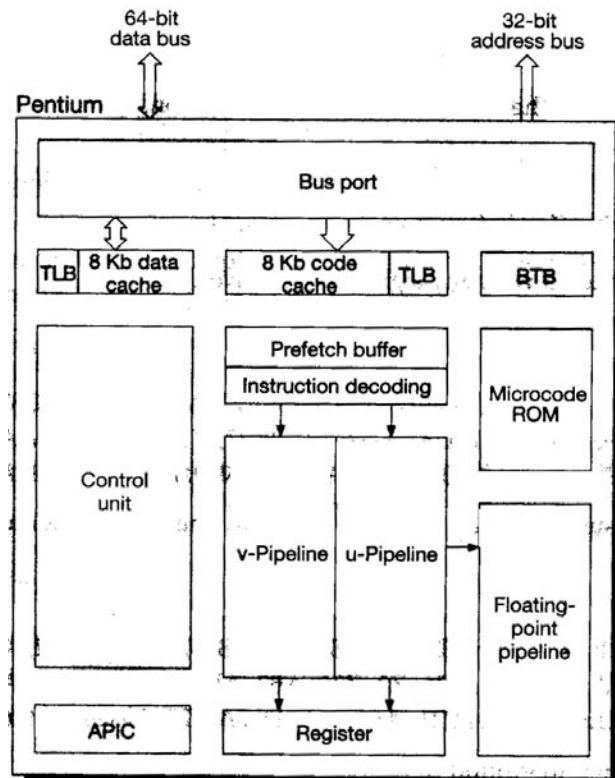 64-bit
data bus
32-bit
address bus
Pentium
Bus port
TLB
8 Kb data
cache
8 Kb code
cache
TLB
BTB
Prefetch buffer
Instruction decoding
Microcode
ROM
Control
unit
v-Pipeline
u-Pipeline
Floating-
point
pipeline
APIC
Register